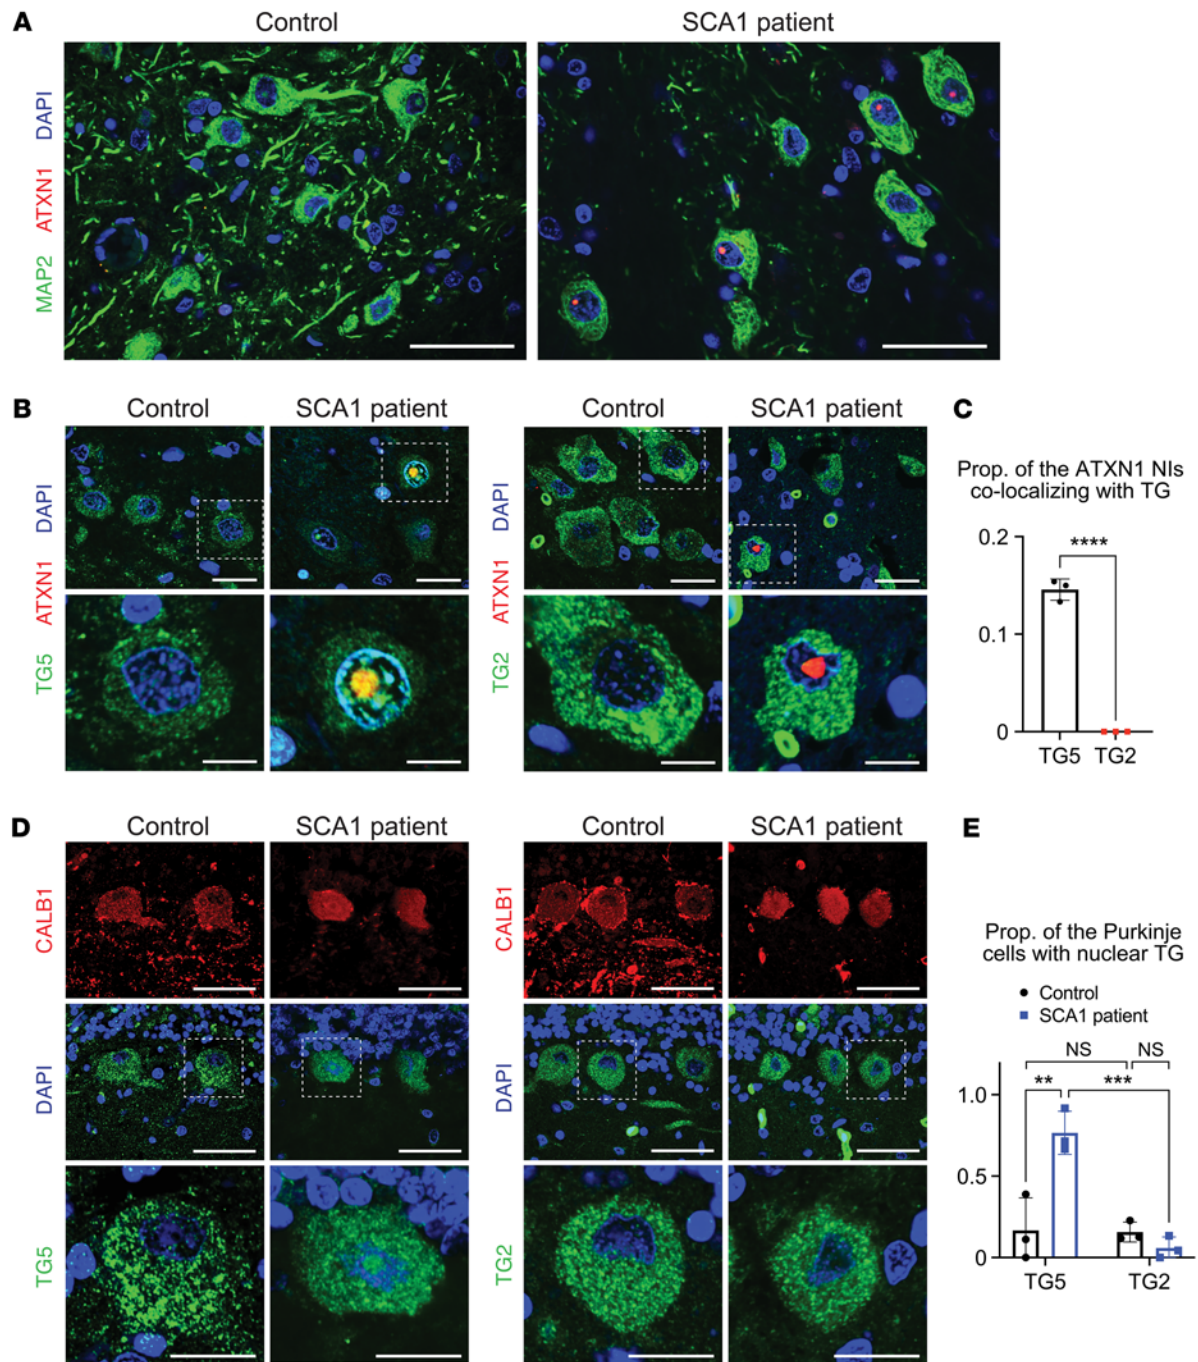 A
Control
SCA1 patient
MAP2 ATXN1 DAPI
B
Control
SCA1 patient
Control
SCA1 patient
TG5 ATXN1 DAPI
TG2 ATXN1 DAPI
C
Prop. of the ATXN1 NIs
co-localizing with TG
****
0.2
0.1
0
TG5 TG2
D
Control
SCA1 patient
Control
SCA1 patient
CALB1
DAPI
TG5
CALB1
DAPI
TG2
E
Prop. of the Purkinje
cells with nuclear TG
Control
SCA1 patient
NS NS
** ***
1.0
0.5
0
TG5 TG2